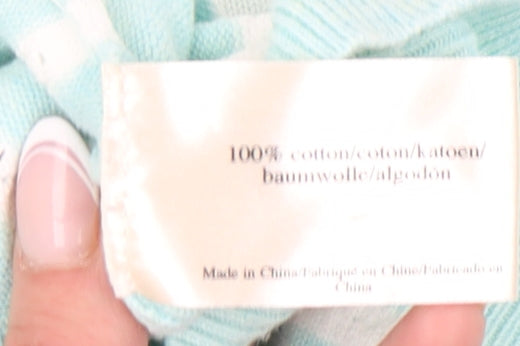 100% cotton/coton/katoen/
baumwolle/algodón
Made in China/Fabriqué en Chine/Fabricado en
China